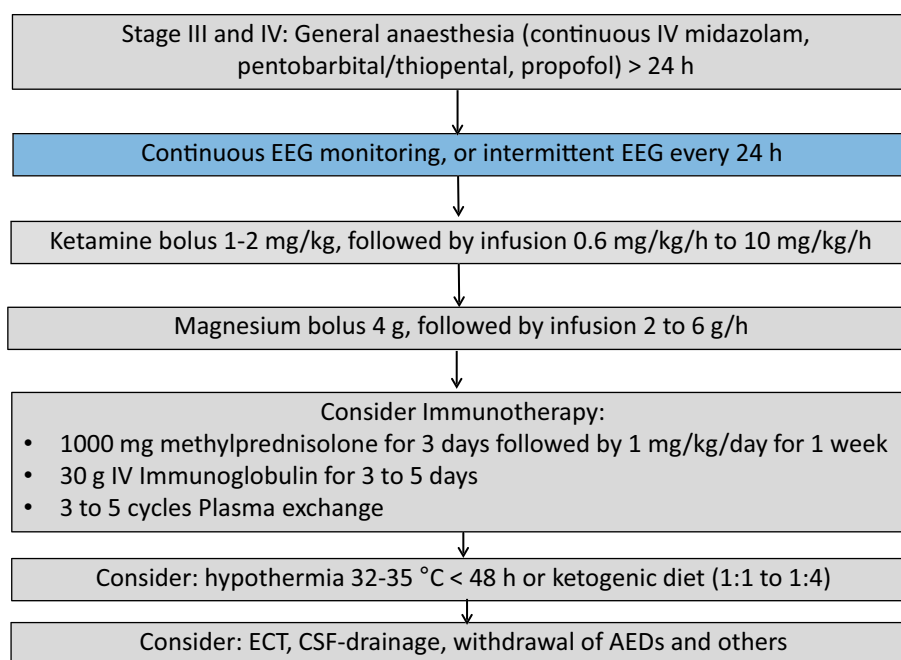 Stage III and IV: General anaesthesia (continuous IV midazolam,
pentobarbital/thiopental, propofol) > 24 h
Continuous EEG monitoring, or intermittent EEG every 24 h
Ketamine bolus 1-2 mg/kg, followed by infusion 0.6 mg/kg/h to 10 mg/kg/h
Magnesium bolus 4 g, followed by infusion 2 to 6 g/h
Consider Immunotherapy:
• 1000 mg methylprednisolone for 3 days followed by 1 mg/kg/day for 1 week
• 30 g IV Immunoglobulin for 3 to 5 days
• 3 to 5 cycles Plasma exchange
Consider: hypothermia 32-35 °C < 48 h or ketogenic diet (1:1 to 1:4)
Consider: ECT, CSF-drainage, withdrawal of AEDs and others